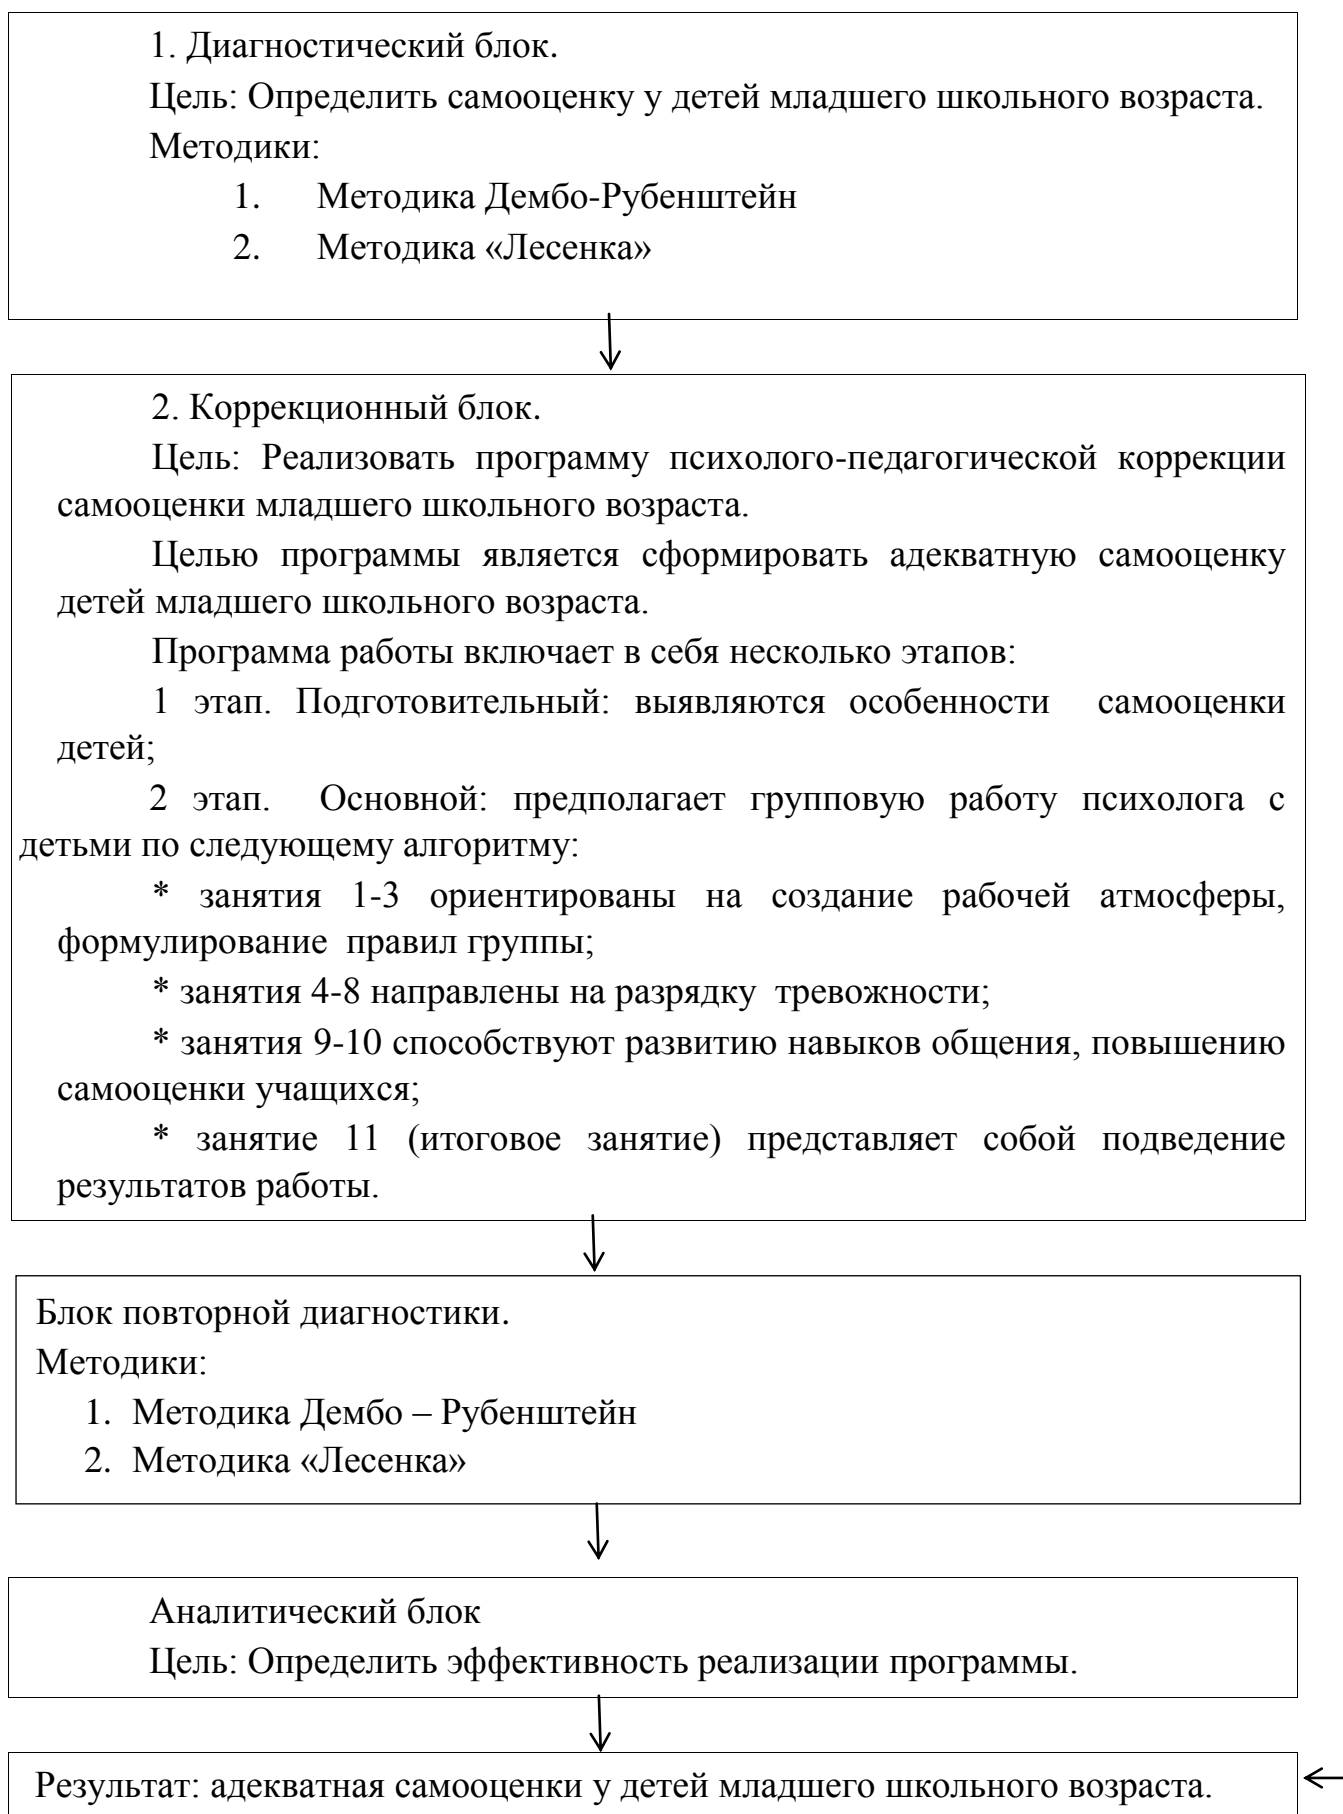 1. Диагностический блок.
Цель: Определить самооценку у детей младшего школьного возраста.
Методики:
1. Методика Дембо-Рубенштейн
2. Методика «Лесенка»
2. Коррекционный блок.
Цель: Реализовать программу психолого-педагогической коррекции
самооценки младшего школьного возраста.
Целью программы является сформировать адекватную самооценку
детей младшего школьного возраста.
Программа работы включает в себя несколько этапов:
1 этап. Подготовительный: выявляются особенности самооценки
детей;
2 этап. Основной: предполагает групповую работу психолога с
детьми по следующему алгоритму:
* занятия 1-3 ориентированы на создание рабочей атмосферы,
формулирование правил группы;
* занятия 4-8 направлены на разрядку тревожности;
* занятия 9-10 способствуют развитию навыков общения, повышению
самооценки учащихся;
* занятие 11 (итоговое занятие) представляет собой подведение
результатов работы.
Блок повторной диагностики.
Методики:
1. Методика Дембо – Рубенштейн
2. Методика «Лесенка»
Аналитический блок
Цель: Определить эффективность реализации программы.
Результат: адекватная самооценки у детей младшего школьного возраста.